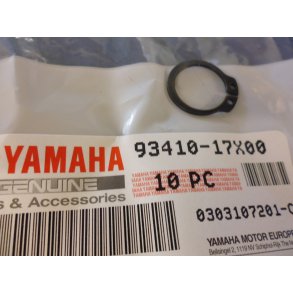 YAMAHA
GENUINE
s & Accessories
93410-17X00
10 PC
0303107201-C
YAMAHA MOTOR EUROPE